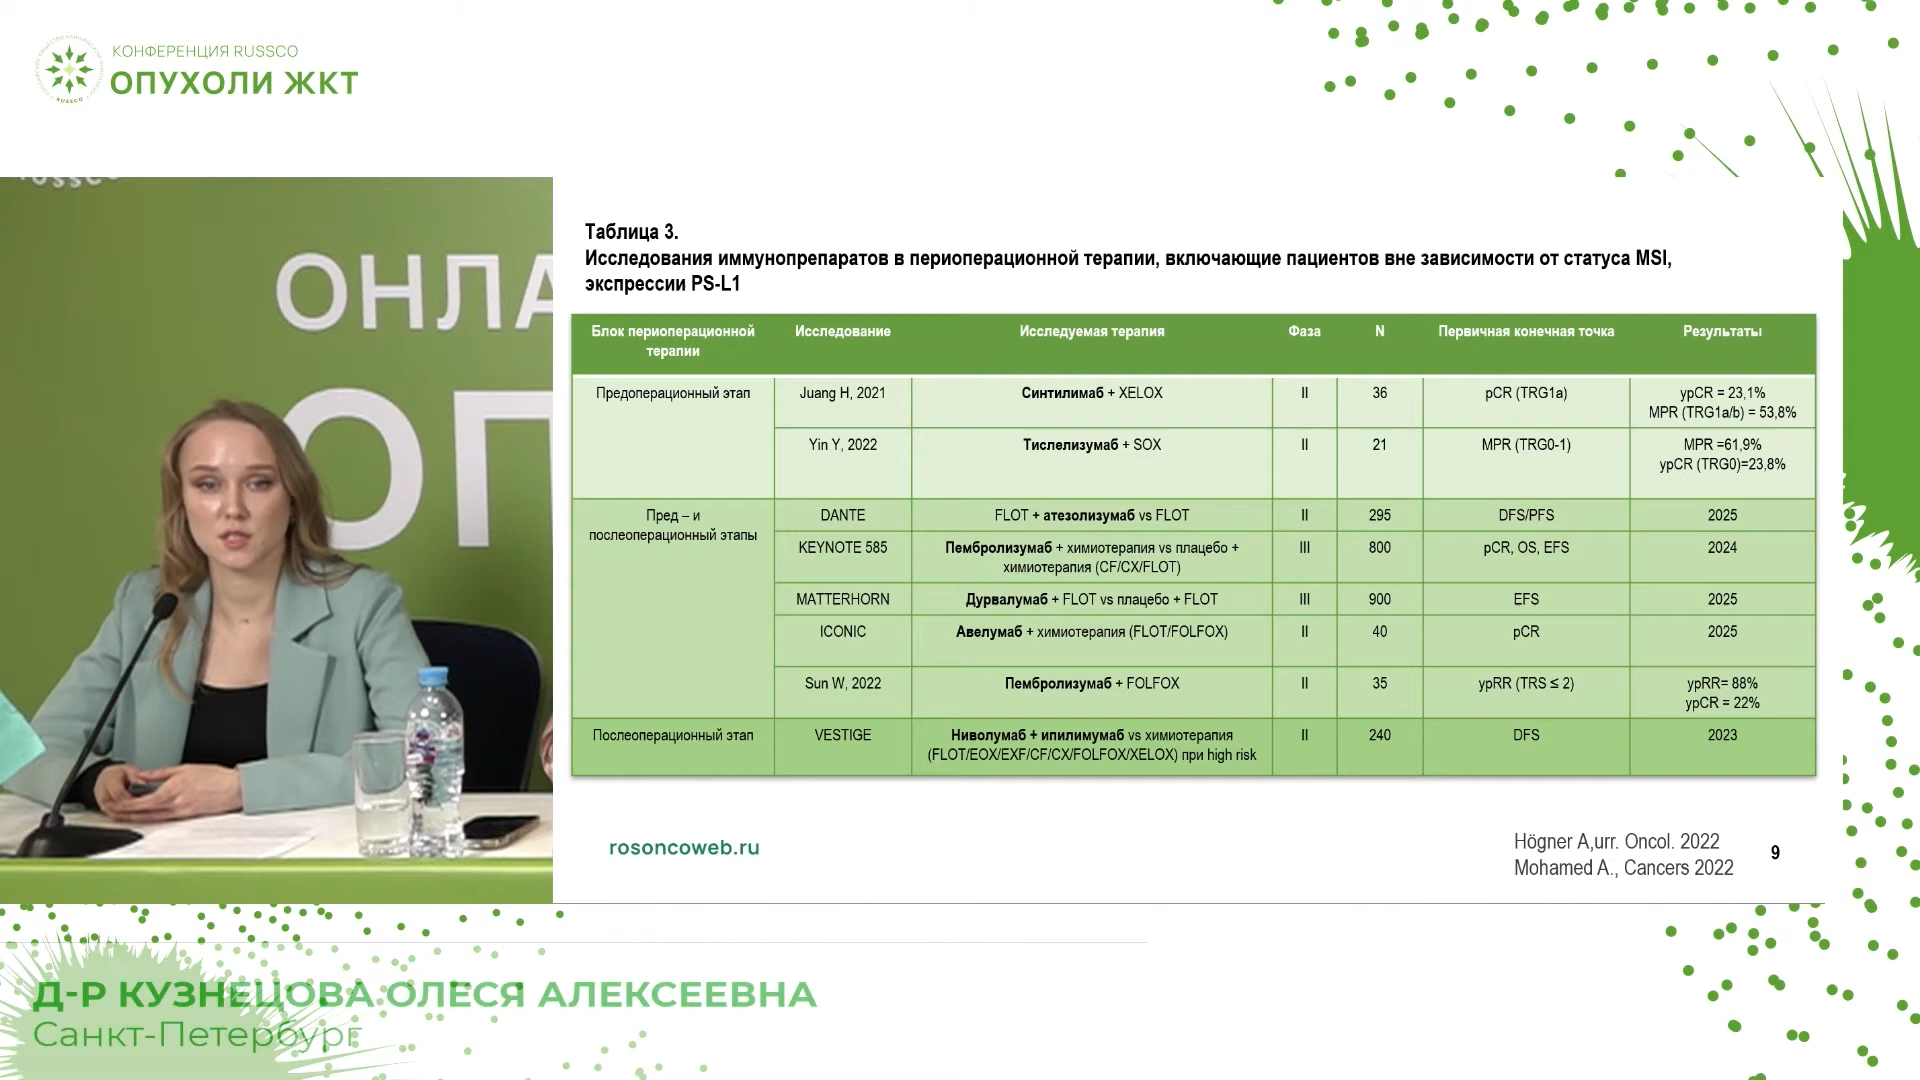 КОНФЕРЕНЦИЯ RUSSCO
ОПУХОЛИ ЖКТ
RUSSCO
ОНЛА
ОП
Таблица 3.
Исследования иммунопрепаратов в периоперационной терапии, включающие пациентов вне зависимости от статуса MSI,
экспрессии PS-L1
Блок периоперационной терапии Исследование Исследуемая терапия Фаза N Первичная конечная точка Результаты
Предоперационный этап Juang H, 2021 Синтилимаб + XELOX II 36 pCR (TRG1a) ypCR = 23,1%
MPR (TRG1a/b) = 53,8%
Yin Y, 2022 Тислелизумаб + SOX II 21 MPR (TRG0-1) MPR =61,9%
ypCR (TRG0)=23,8%
Пред – и
послеоперационный этапы
DANTE FLOT + атезолизумаб vs FLOT II 295 DFS/PFS 2025
KEYNOTE 585 Пембролизумаб + химиотерапия vs плацебо +
химиотерапия (CF/CX/FLOT) III 800 pCR, OS, EFS 2024
MATTERHORN Дурвалумаб + FLOT vs плацебо + FLOT III 900 EFS 2025
ICONIC Авелумаб + химиотерапия (FLOT/FOLFOX) II 40 pCR 2025
Sun W, 2022 Пембролизумаб + FOLFOX II 35 ypRR (TRS ≤ 2) ypRR= 88%
ypCR = 22%
Послеоперационный этап VESTIGE Ниволумаб + ипилимумаб vs химиотерапия
(FLOT/EOX/EXF/CF/CX/FOLFOX/XELOX) при high risk II 240 DFS 2023
rosoncoweb.ru
Högner A,urr. Oncol. 2022
Mohamed A., Cancers 2022
9
Д-Р КУЗНЕЦОВА ОЛЕСЯ АЛЕКСЕЕВНА
Санкт-Петербург